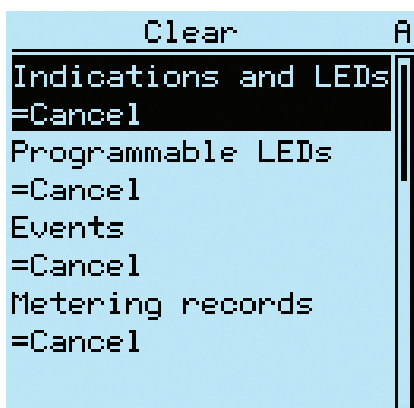 Clear A
Indications and LEDs
=Cancel
Programmable LEDs
=Cancel
Events
=Cancel
Metering records
=Cancel